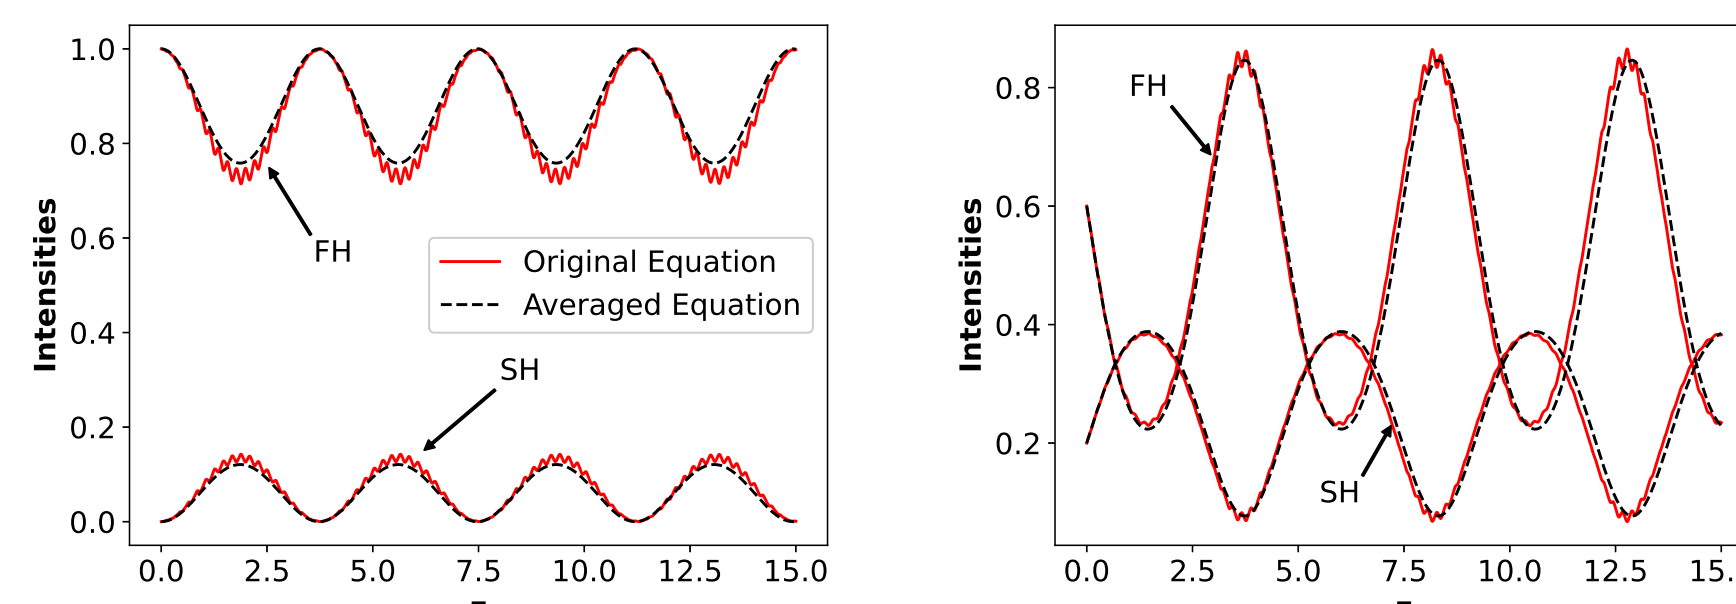 1.0
0.8
0.6
0.4
0.2
0.0
Intensities
FH
Original Equation
Averaged Equation
SH
0.0 2.5 5.0 7.5 10.0 12.5 15.0
0.8
0.6
0.4
0.2
Intensities
FH
SH
0.0 2.5 5.0 7.5 10.0 12.5 15.